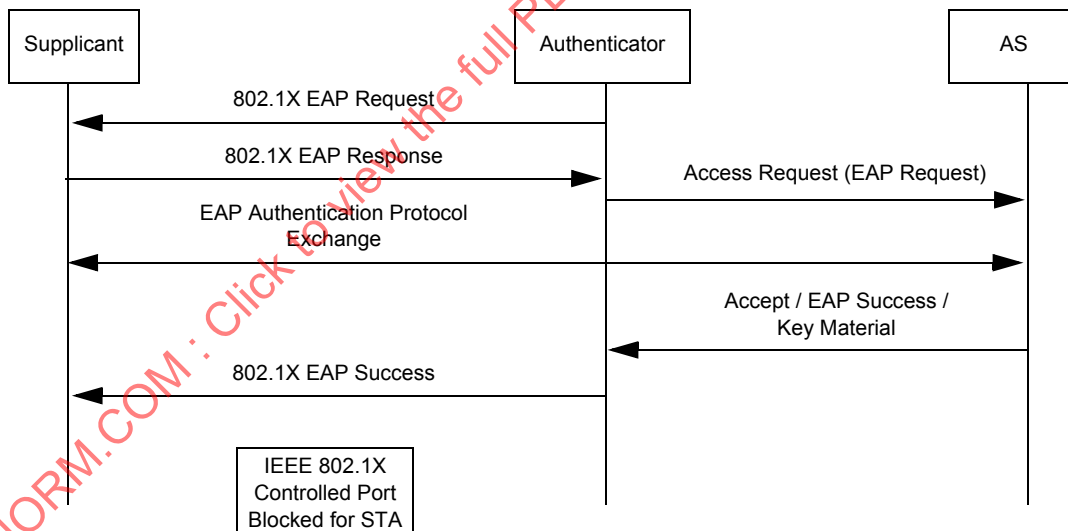 Supplicant
Authenticator
AS
802.1X EAP Request
802.1X EAP Response
Access Request (EAP Request)
EAP Authentication Protocol
Exchange
Accept / EAP Success /
Key Material
802.1X EAP Success
IEEE 802.1X
Controlled Port
Blocked for STA
ORM.COM : Click to view the full